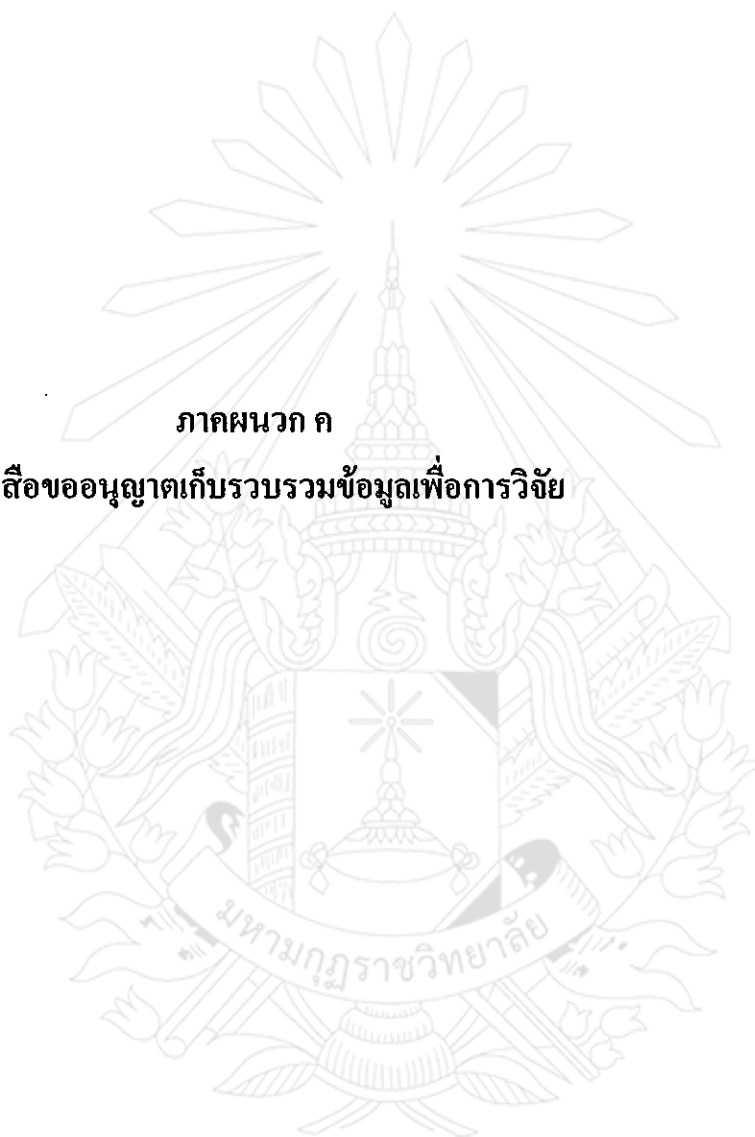 ภาคผนวก ค
สือขออนุญาตเก็บรวบรวมข้อมูลเพื่อการวิจัย
มหามกุฏราชวิทยาลัย